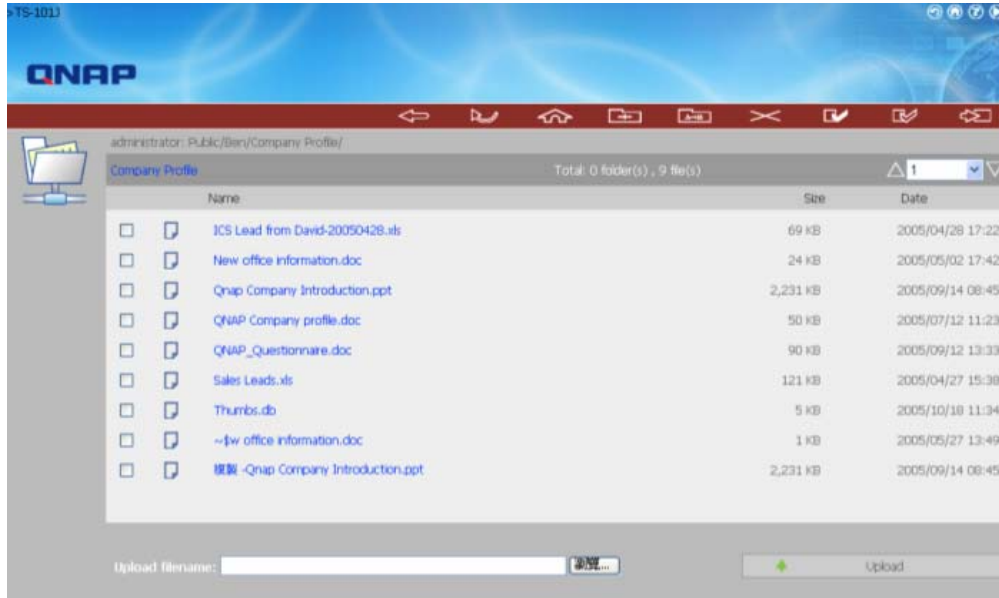 TS-101
QNAP
administrator: Public/Ben/Company Profile/
Company Profile Total: 0 folder(s) , 9 file(s) 1
Name Size Date
ICS Lead from David-20050428.xls 69 KB 2005/04/28 17:22
New office information.doc 24 KB 2005/05/02 17:42
Qnap Company Introduction.ppt 2,231 KB 2005/09/14 08:45
QNAP Company profile.doc 50 KB 2005/07/12 11:23
QNAP_Questionnare.doc 90 KB 2005/09/12 13:33
Sales Leads.xls 121 KB 2005/04/27 15:38
Thumbs.db 5 KB 2005/10/18 11:34
~$w office information.doc 1 KB 2005/05/27 13:49
複製 -Qnap Company Introduction.ppt 2,231 KB 2005/09/14 08:45
Upload filename: 瀏覽... Upload